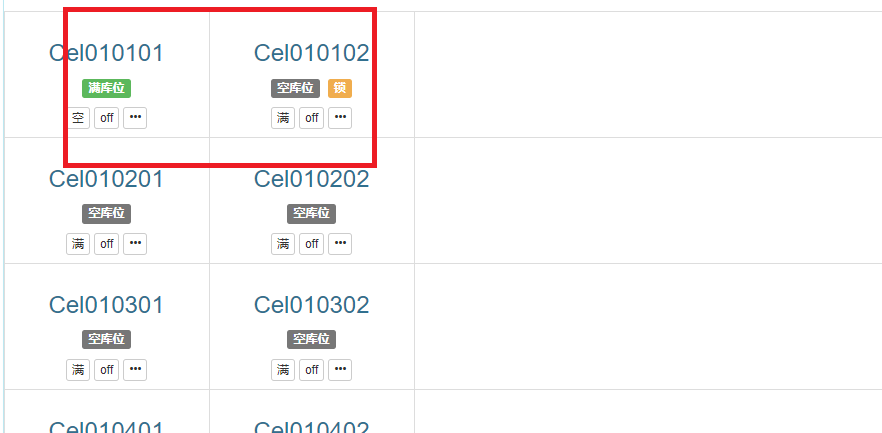 Cel010101 Cel010102
满库位 空库位 锁
空 off ••• 满 off •••
Cel010201 Cel010202
空库位 空库位
满 off ••• 满 off •••
Cel010301 Cel010302
空库位 空库位
满 off ••• 满 off •••
Cel010401 Cel010402